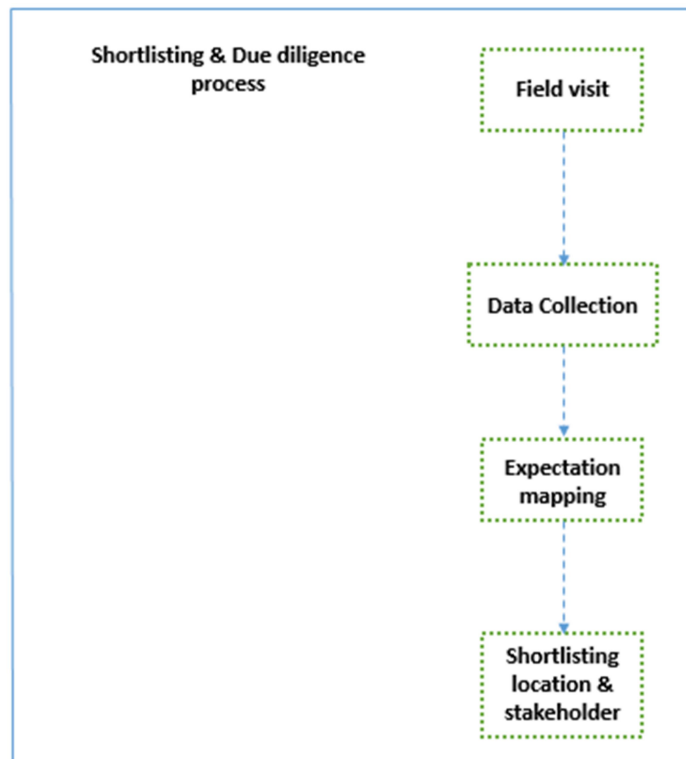 Shortlisting & Due diligence
process
Field visit
Data Collection
Expectation
mapping
Shortlisting
location &
stakeholder